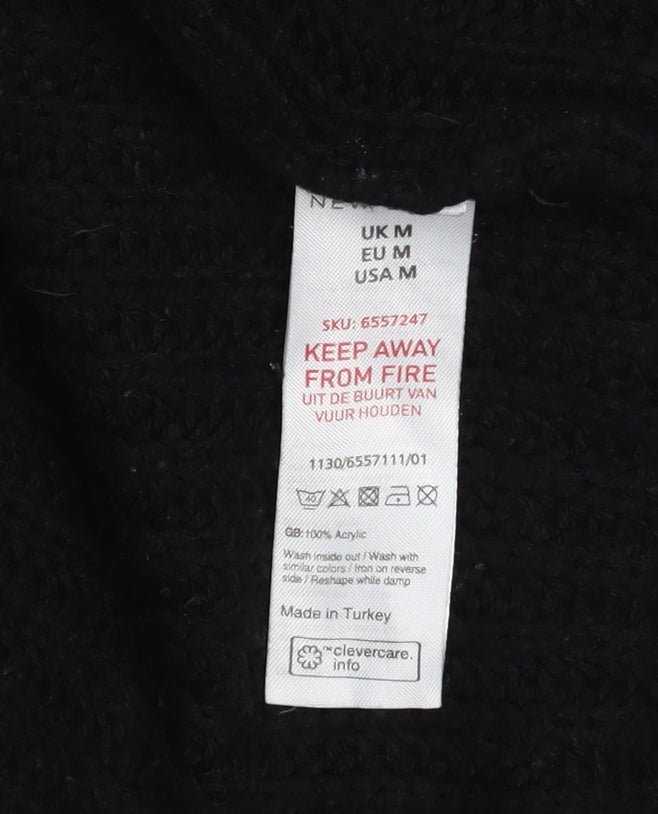 UK M
EU M
USA M
SKU: 6557247
KEEP AWAY
FROM FIRE
UIT DE BUURT VAN
VUUR HOUDEN
1130/6557111/01
40
GB:100% Acrylic
Wash inside out / Wash with
similar colors / Iron on reverse
side / Reshape while damp
Made in Turkey
™clevercare.
info